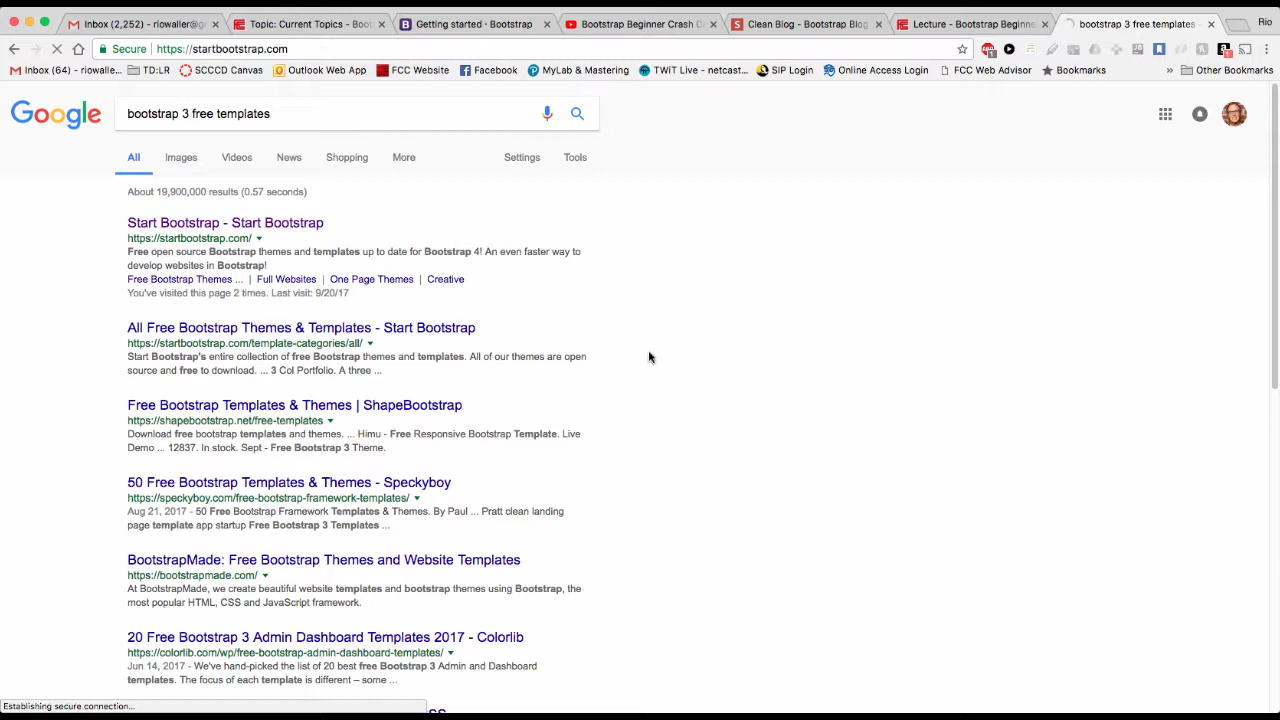 Inbox (2,252) - riowaller@gm
Topic: Current Topics - Boots
Getting started · Bootstrap
Bootstrap Beginner Crash C
Clean Blog - Bootstrap Blog
Lecture - Bootstrap Beginne
bootstrap 3 free templates
Rio
Secure
https://startbootstrap.com
Inbox (64) - riowaller...
TD:LR
SCCCD Canvas
Outlook Web App
FCC Website
Facebook
MyLab & Mastering
TWiT Live - netcast...
SIP Login
Online Access Login
FCC Web Advisor
Bookmarks
»
Other Bookmarks
Google
bootstrap 3 free templates
All
Images
Videos
News
Shopping
More
Settings
Tools
About 19,900,000 results (0.57 seconds)
Start Bootstrap - Start Bootstrap
https://startbootstrap.com/
Free open source Bootstrap themes and templates up to date for Bootstrap 4! An even faster way to
develop websites in Bootstrap!
Free Bootstrap Themes ... | Full Websites | One Page Themes | Creative
You've visited this page 2 times. Last visit: 9/20/17
All Free Bootstrap Themes & Templates - Start Bootstrap
https://startbootstrap.com/template-categories/all/
Start Bootstrap's entire collection of free Bootstrap themes and templates. All of our themes are open
source and free to download. ... 3 Col Portfolio. A three ...
Free Bootstrap Templates & Themes | ShapeBootstrap
https://shapebootstrap.net/free-templates
Download free bootstrap templates and themes. ... Himu - Free Responsive Bootstrap Template. Live
Demo ... 12837. In stock. Sept - Free Bootstrap 3 Theme.
50 Free Bootstrap Templates & Themes - Speckyboy
https://speckyboy.com/free-bootstrap-framework-templates/
Aug 21, 2017 - 50 Free Bootstrap Framework Templates & Themes. By Paul ... Pratt clean landing
page template app startup Free Bootstrap 3 Templates ...
BootstrapMade: Free Bootstrap Themes and Website Templates
https://bootstrapmade.com/
At BootstrapMade, we create beautiful website templates and bootstrap themes using Bootstrap, the
most popular HTML, CSS and JavaScript framework.
20 Free Bootstrap 3 Admin Dashboard Templates 2017 - Colorlib
https://colorlib.com/wp/free-bootstrap-admin-dashboard-templates/
Jun 14, 2017 - We've hand-picked the list of 20 best free Bootstrap 3 Admin and Dashboard
templates. The focus of each template is different – some ...
Establishing secure connection...